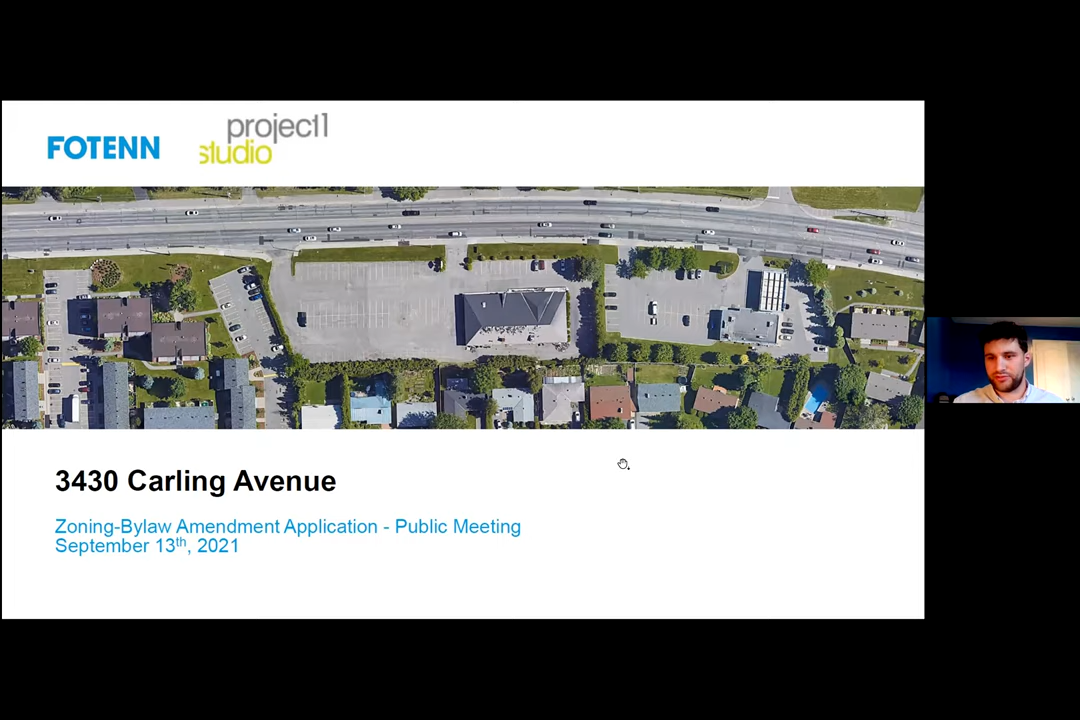 FOTENN
project1
studio
3430 Carling Avenue
Zoning-Bylaw Amendment Application - Public Meeting
September 13th, 2021